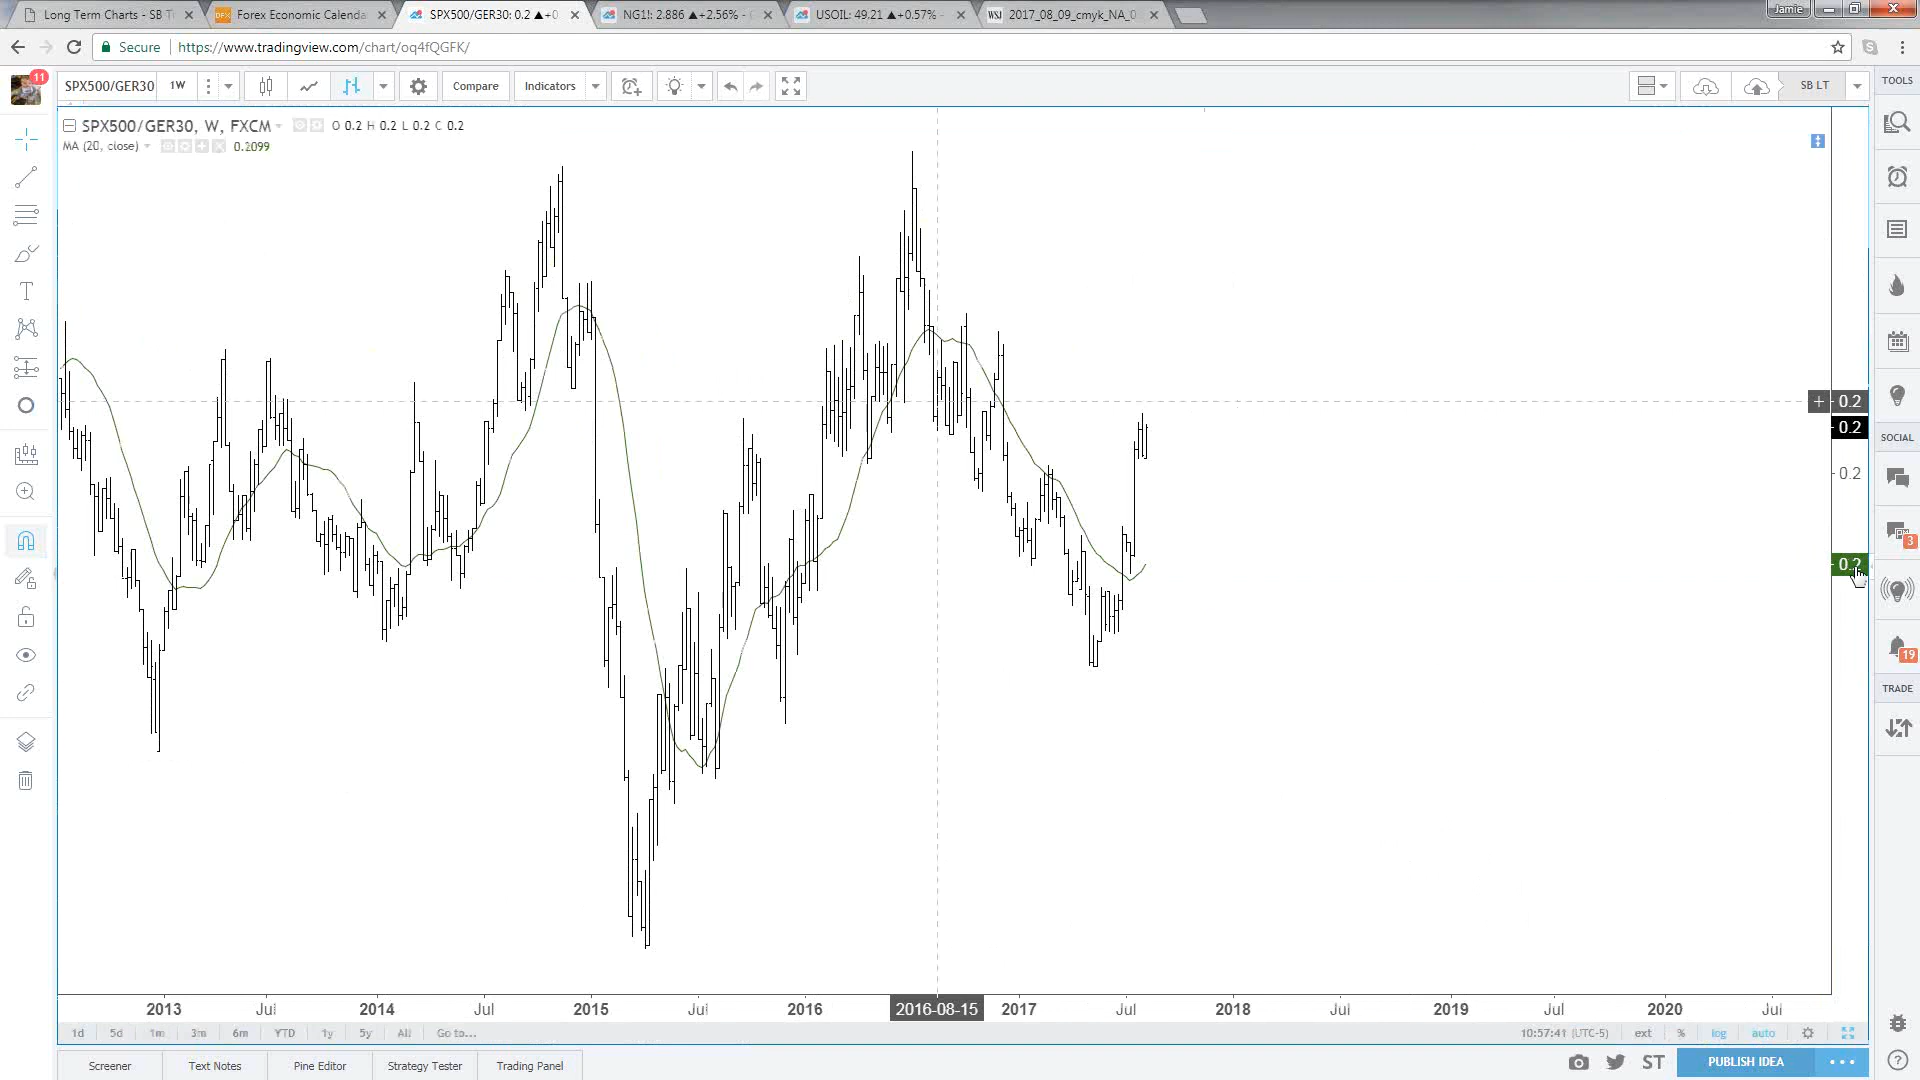 Long Term Charts - SB T
Forex Economic Calenda
SPX500/GER30: 0.2 ▲+0
NG1!: 2.886 ▲+2.56% -
USOIL: 49.21 ▲+0.57% -
WSJ 2017_08_09_cmyk_NA_0
Jamie
Secure https://www.tradingview.com/chart/oq4fQGFK/
11
SPX500/GER30 1W Compare Indicators SB LT
TOOLS
SPX500/GER30, W, FXCM O 0.2 H 0.2 L 0.2 C 0.2
MA (20, close) 0.2099
T
+ 0.2
0.2
0.2
0.2
SOCIAL
3
19
TRADE
2013 Jul 2014 Jul 2015 Jul 2016 2016-08-15 2017 Jul 2018 Jul 2019 Jul 2020 Jul
1d 5d 1m 3m 6m YTD 1y 5y All Go to... 10:57:41 (UTC-5) ext % log auto
Screener Text Notes Pine Editor Strategy Tester Trading Panel ST PUBLISH IDEA